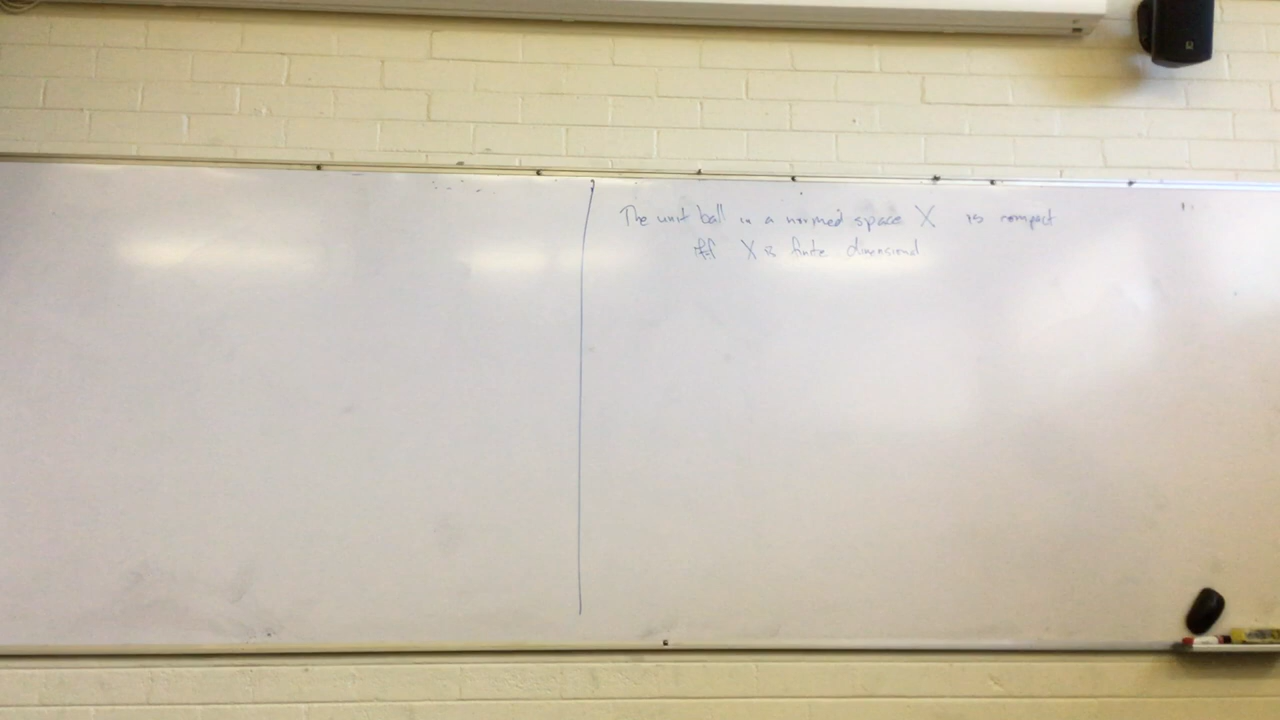 The unit ball in a normed space X is compact
iff X is finite dimensional